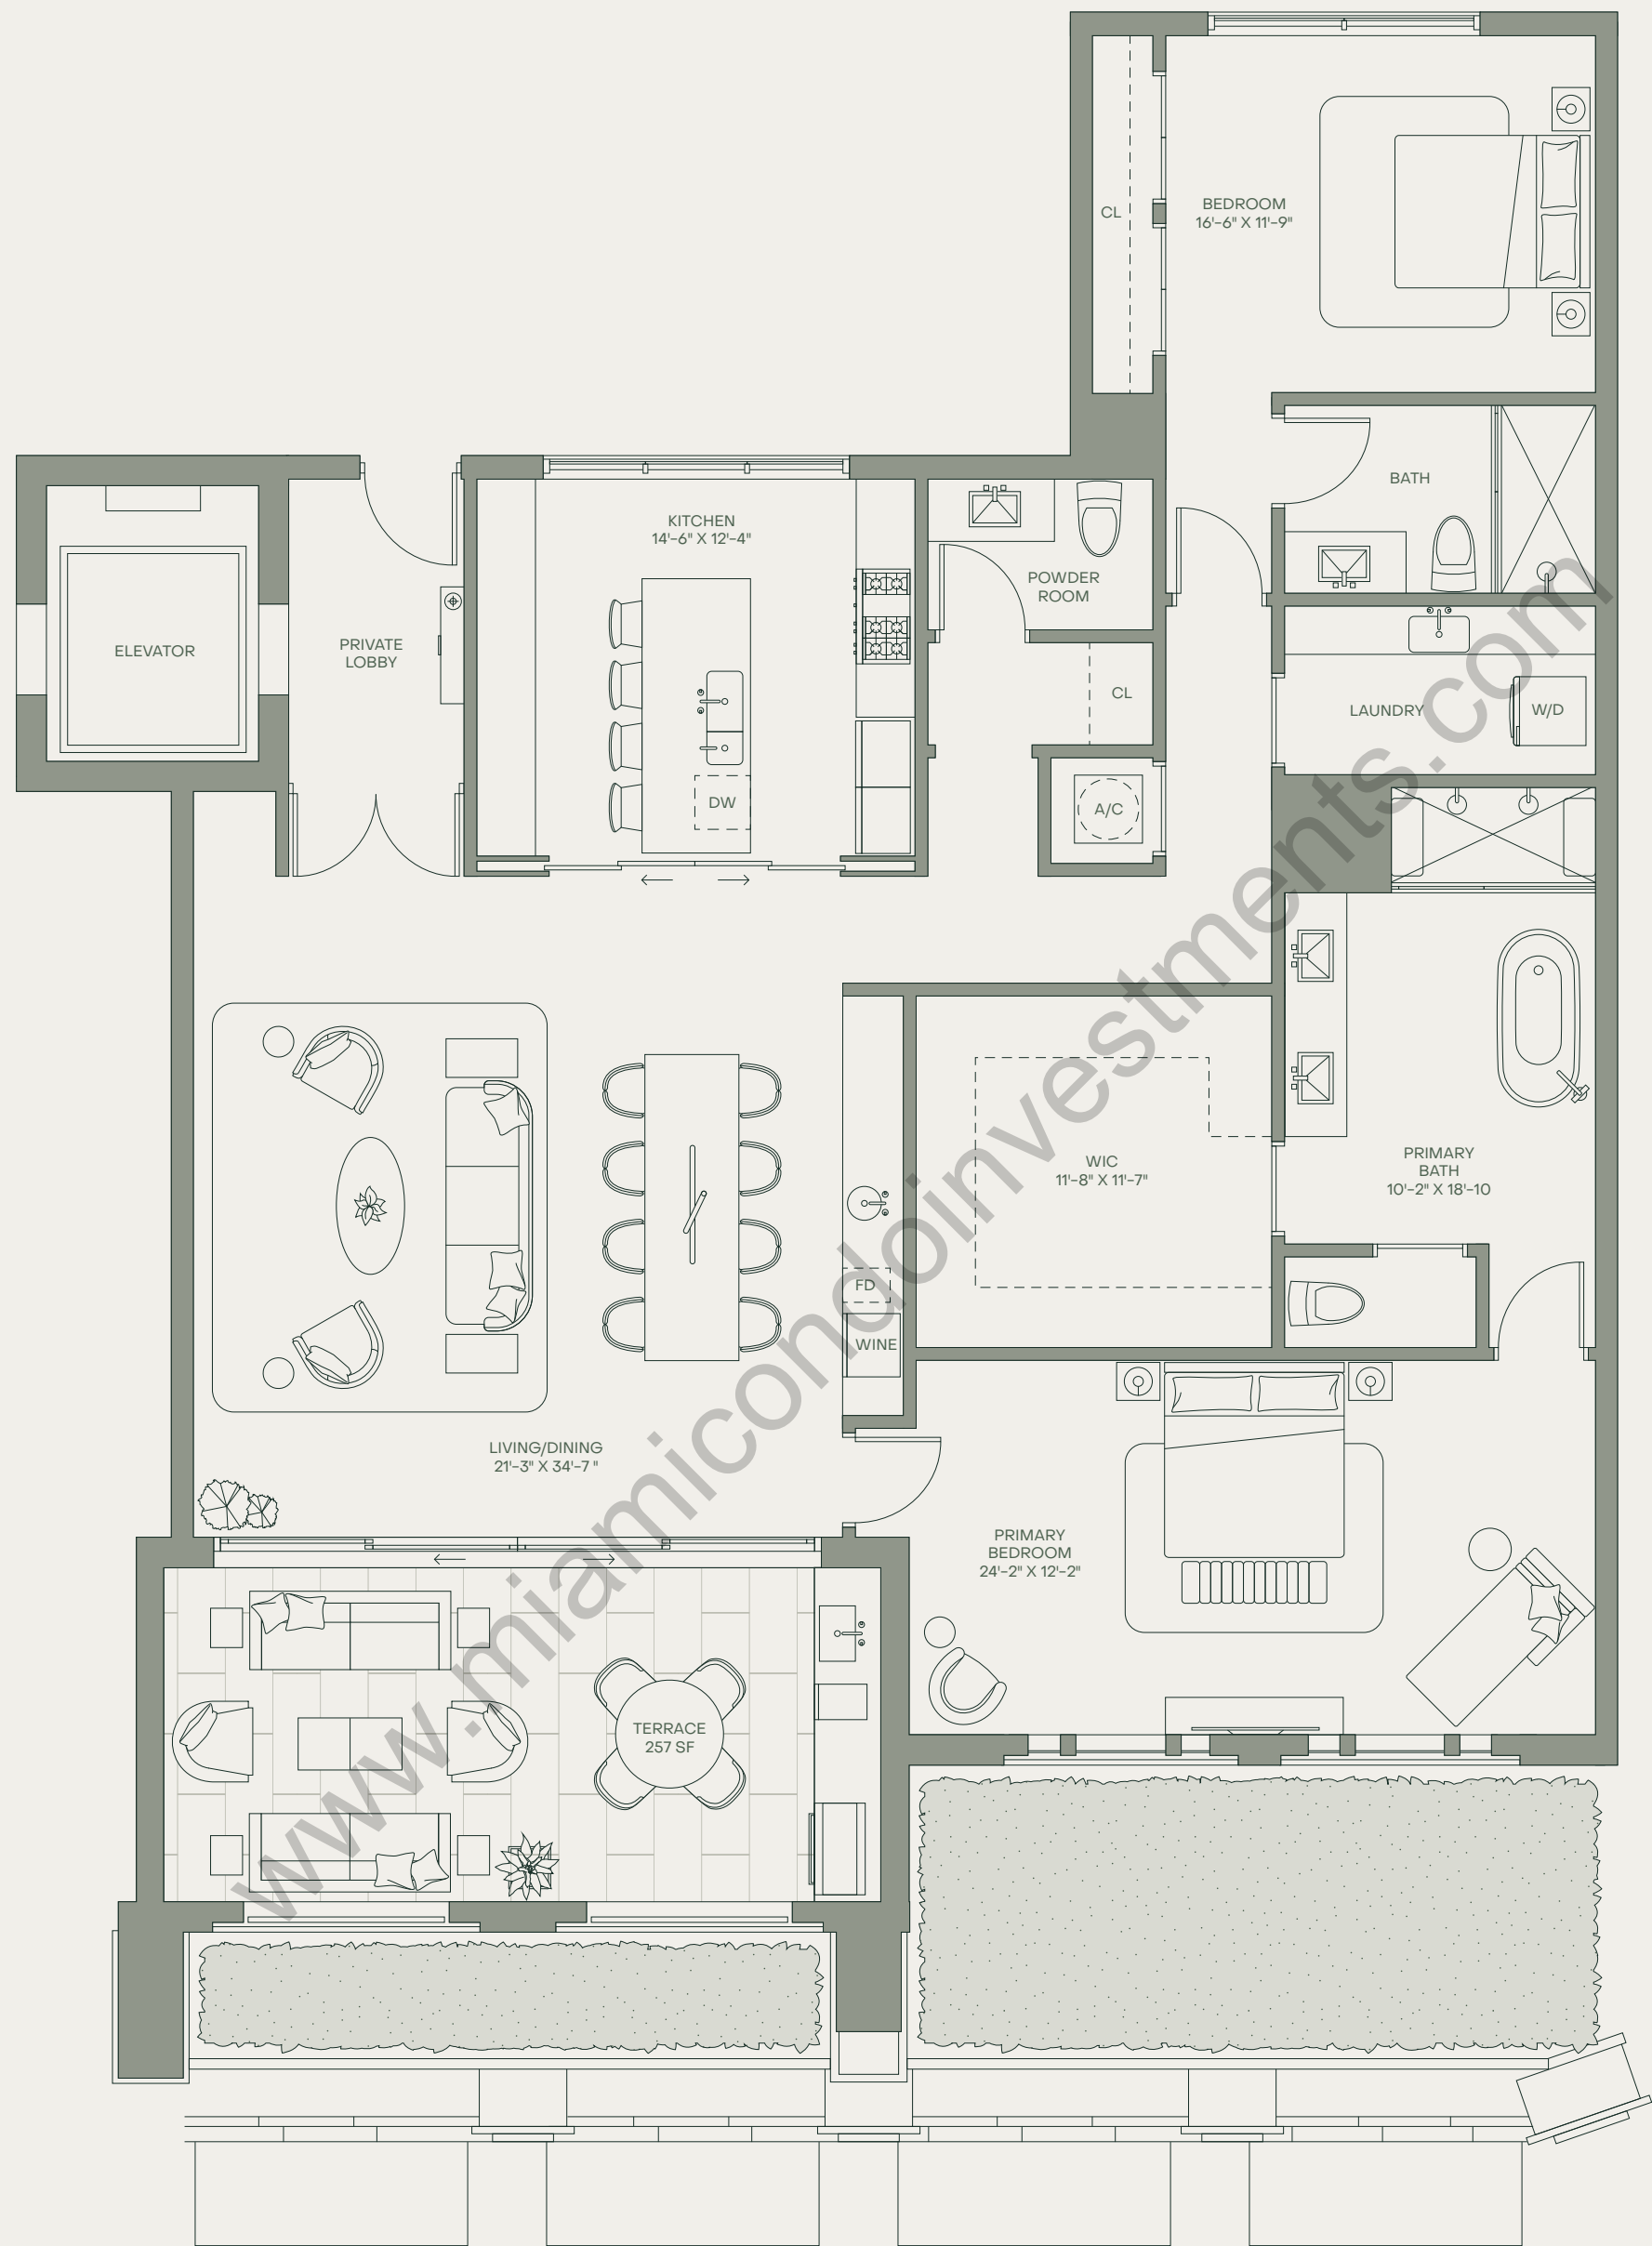 CL
BEDROOM
16'-6" X 11'-9"
BATH
KITCHEN
14'-6" X 12'-4"
POWDER
ROOM
ELEVATOR
PRIVATE
LOBBY
CL
LAUNDRY
W/D
DW
A/C
WIC
11'-8" X 11'-7"
PRIMARY
BATH
10'-2" X 18'-10
FD
WINE
LIVING/DINING
21'-3" X 34'-7 "
PRIMARY
BEDROOM
24'-2" X 12'-2"
TERRACE
257 SF
www.miamicondoinvestments.com